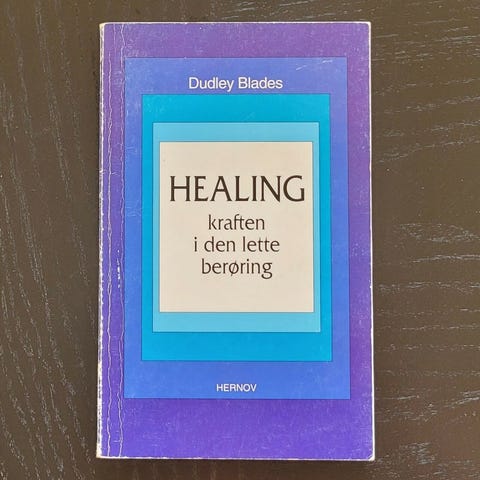 Dudley Blades
HEALING
kraften
i den lette
berøring
HERNOV